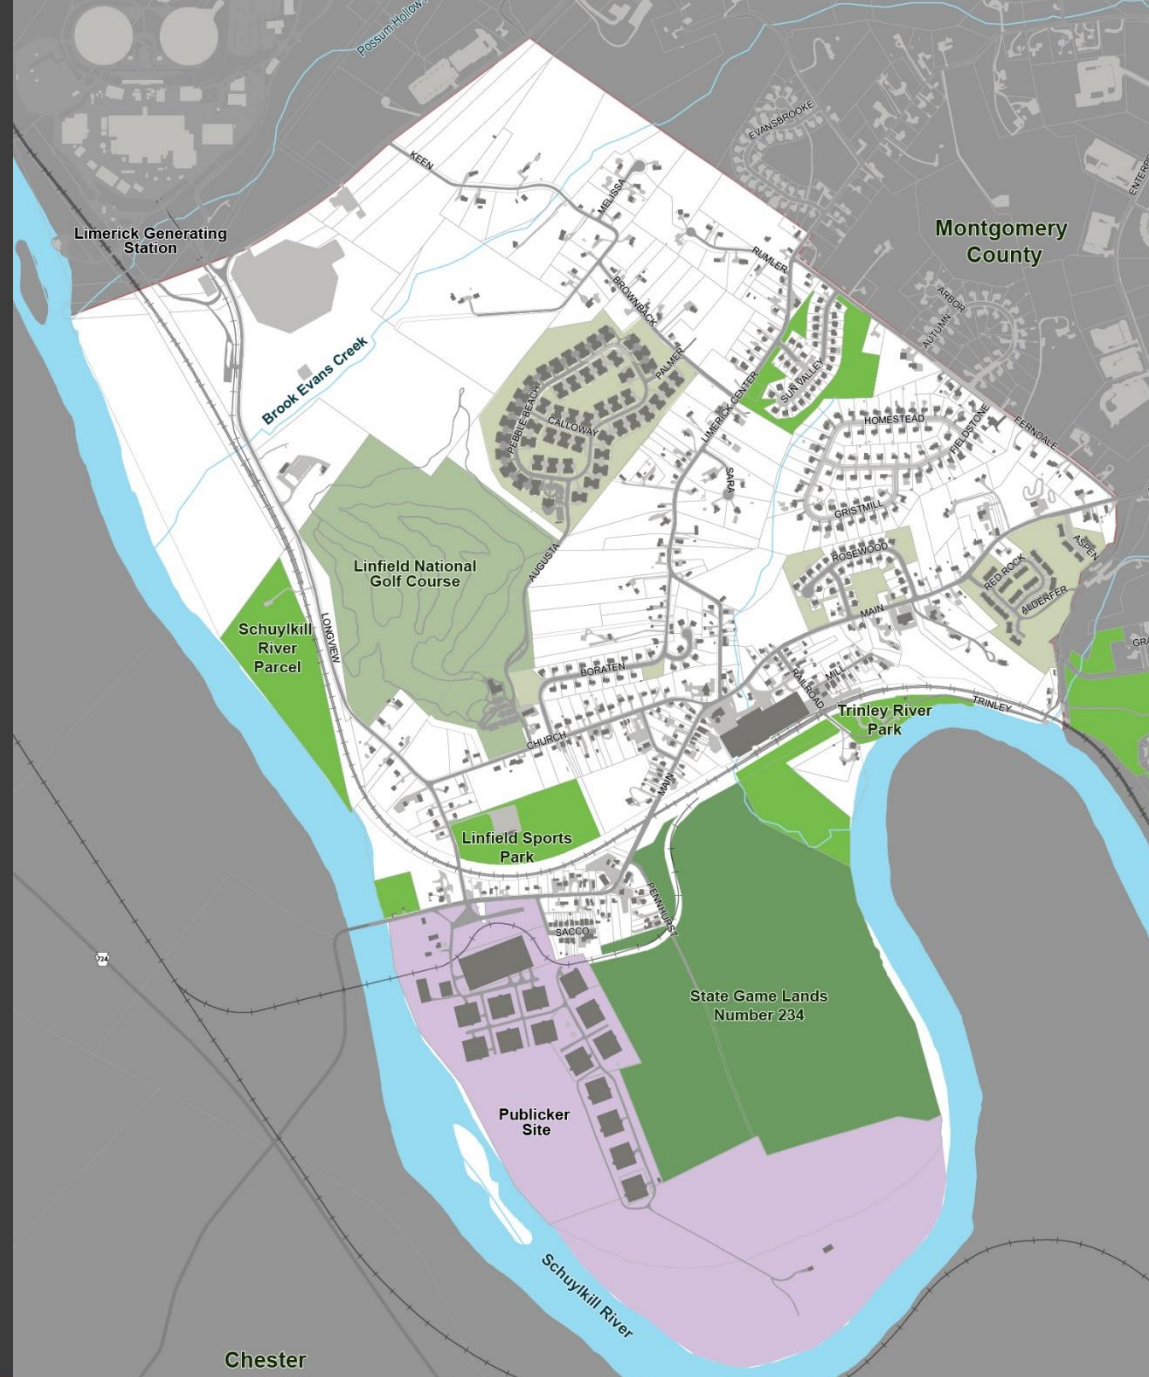 Possum Hollow
EVANSBROOKE
KEEN
MELISSA
Limerick Generating
Station
Montgomery
County
RUMLER
BROWNBACK
ARBOR
AUTUMN
Brook Evans Creek
PALMER
SUN VALLEY
PEBBLE BEACH
CALLOWAY
LIMERICK CENTER
HOMESTEAD
FIELDSTONE
FERNDALE
SARA
GRISTMILL
AUGUSTA
Linfield National
Golf Course
ROSEWOOD
ASPEN
RED ROCK
ALDERFER
MAIN
LONGVIEW
Schuylkill
River
Parcel
BORATEN
MILL
RAILROAD
TRINLEY
Trinley River
Park
CHURCH
MAIN
Linfield Sports
Park
PENNHURST
SACCO
724
State Game Lands
Number 234
Publicker
Site
Schuylkill River
Chester